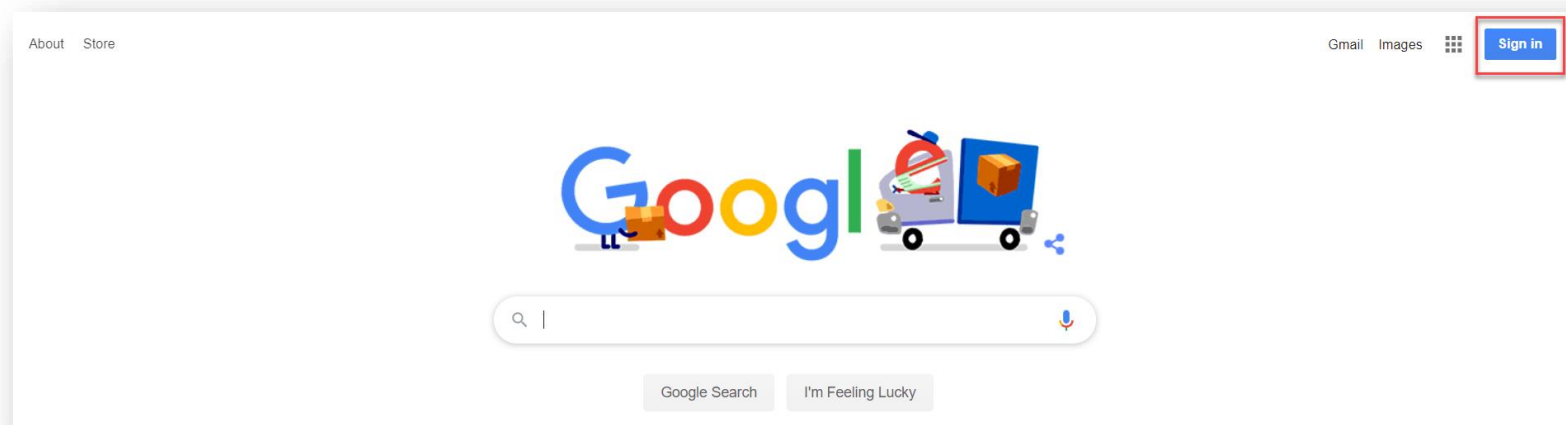 About Store
Gmail Images
Sign in
Google
Google Search
I'm Feeling Lucky